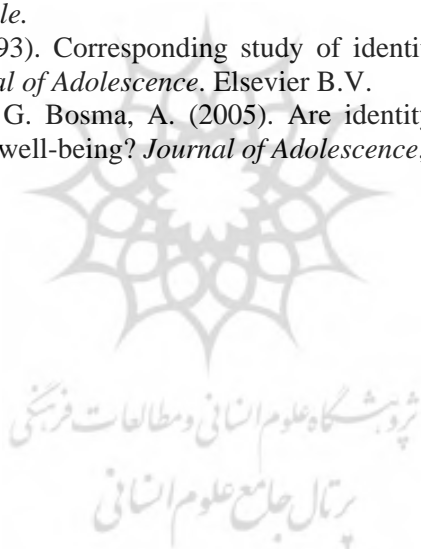 le.
93). Corresponding study of identit
al of Adolescence. Elsevier B.V.
G. Bosma, A. (2005). Are identity
well-being? Journal of Adolescence,
پژوهشگاه علوم انسانی و مطالعات فرهنگی
پرتال جامع علوم انسانی